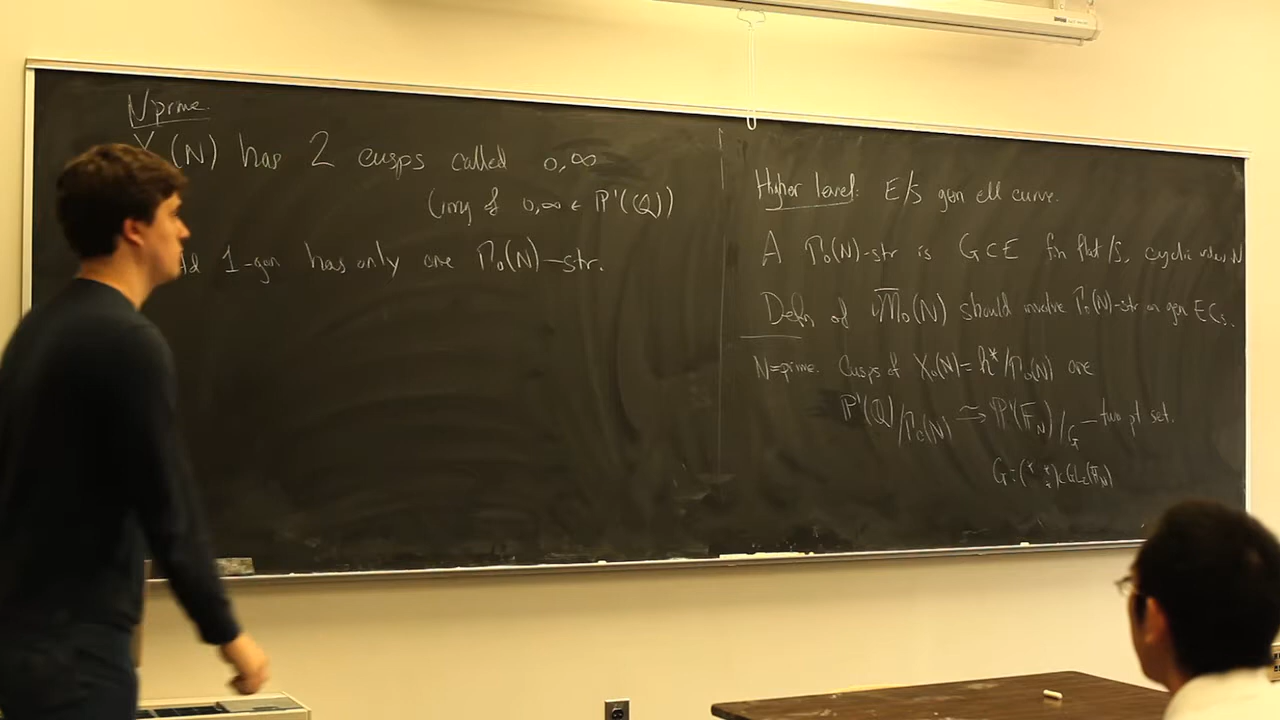 N prime.
(N) has 2 cusps called 0, ∞
(img of 0, ∞ ∈ P¹(Q))
1-gon has only one Γ₀(N)-str.
Higher level: E/S gen ell curve.
A Γ₀(N)-str is G⊂E fin flat/S, cyclic order N
Defn of M̅₀(N) should involve Γ₀(N)-str on gen ECs.
N=prime. Cusps of X₀(N) = h*/Γ₀(N) are
P¹(Q)/Γ₀(N) ≅ P¹(F_N)/G — two pt set.
G = (* * *) ⊂ GL₂(F_N)